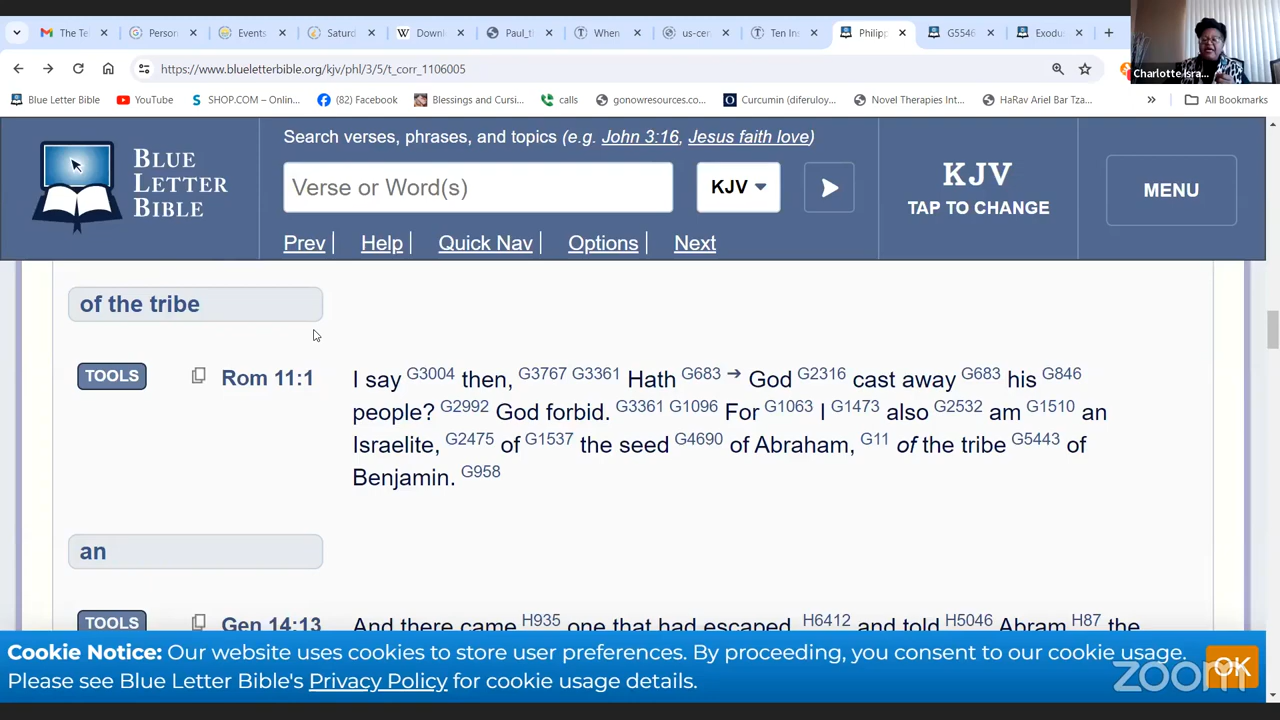 The Te
Person
Events
Saturd
Downl
Paul_t
When
us-cer
Ten In
Philipp
G5546
Exodu
https://www.blueletterbible.org/kjv/phl/3/5/t_corr_1106005
Charlotte Isra...
Blue Letter Bible
YouTube
SHOP.COM – Onlin...
(82) Facebook
Blessings and Cursi...
calls
gonowresources.co...
Curcumin (diferuloy...
Novel Therapies Int...
HaRav Ariel Bar Tza...
All Bookmarks
BLUE
LETTER
BIBLE
Search verses, phrases, and topics (e.g. John 3:16, Jesus faith love)
Verse or Word(s)
KJV
KJV
TAP TO CHANGE
MENU
Prev | Help | Quick Nav | Options | Next
of the tribe
TOOLS Rom 11:1 I say G3004 then, G3767 G3361 Hath G683 → God G2316 cast away G683 his G846
people? G2992 God forbid. G3361 G1096 For G1063 I G1473 also G2532 am G1510 an
Israelite, G2475 of G1537 the seed G4690 of Abraham, G11 of the tribe G5443 of
Benjamin. G958
an
TOOLS Gen 14:13 And there came H935 one that had escaped, H6412 and told H5046 Abram H87 the
Cookie Notice: Our website uses cookies to store user preferences. By proceeding, you consent to our cookie usage.
Please see Blue Letter Bible's Privacy Policy for cookie usage details.
OK
zoom